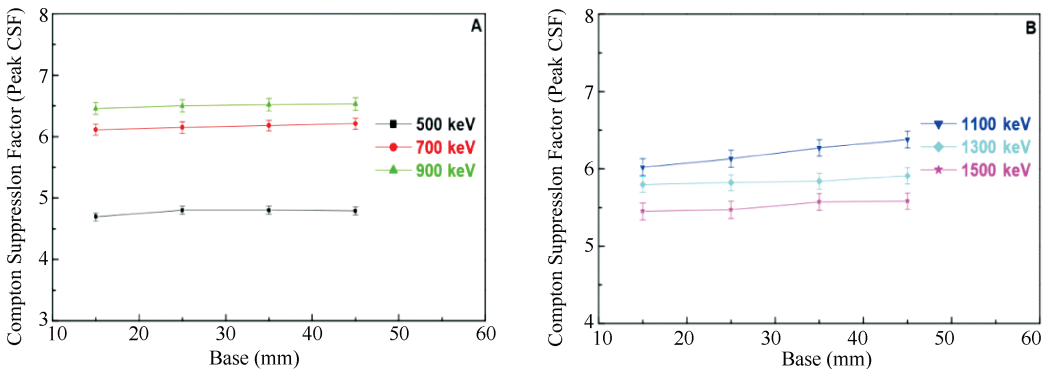 Compton Suppression Factor (Peak CSF)
8
7
6
5
4
3
A
500 keV
700 keV
900 keV
10 20 30 40 50 60
Base (mm)
Compton Suppression Factor (Peak CSF)
8
7
6
5
4
B
1100 keV
1300 keV
1500 keV
10 20 30 40 50 60
Base (mm)